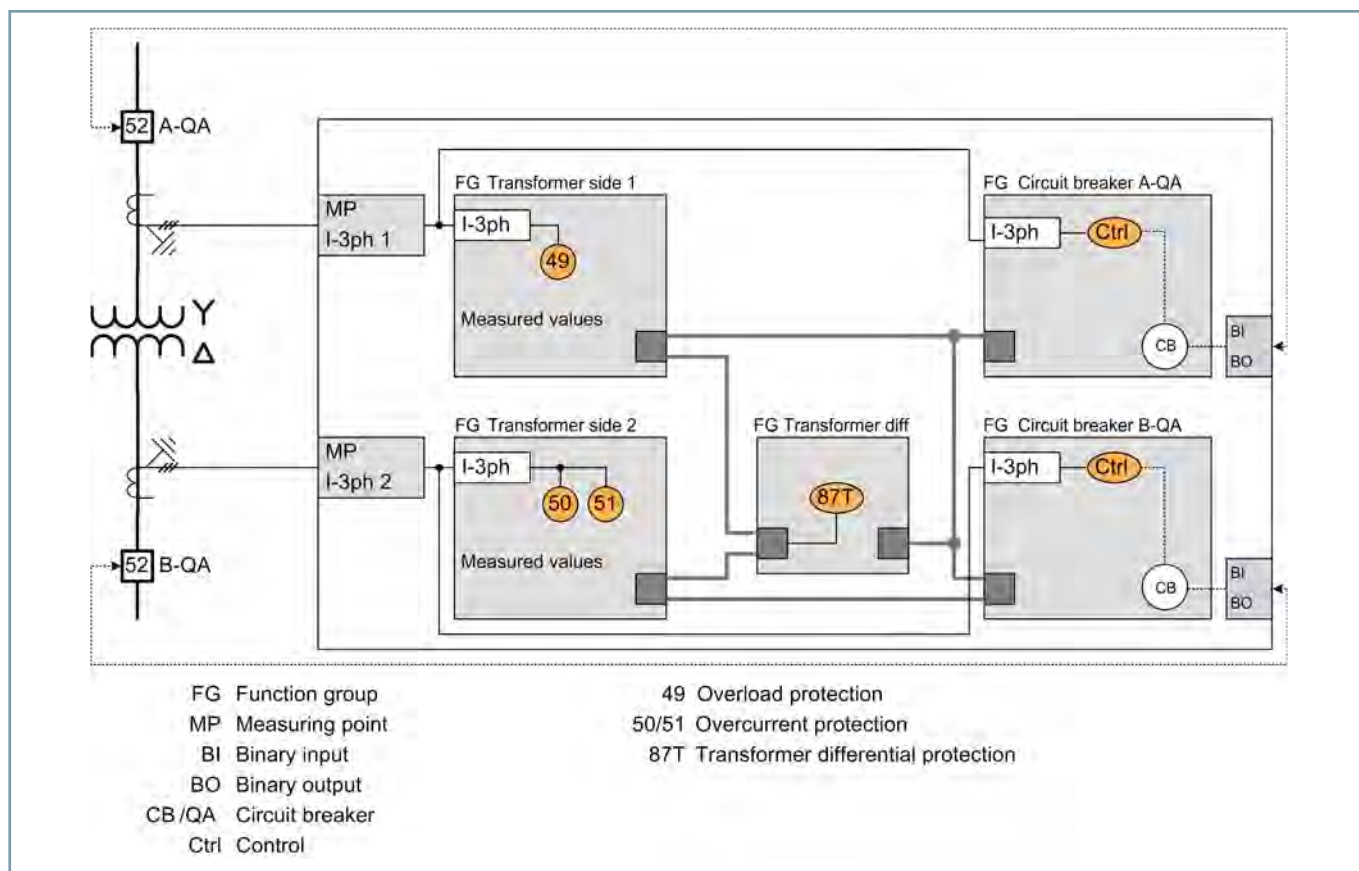 52 A-QA
FG Transformer side 1
FG Circuit breaker A-QA
MP
I-3ph 1
I-3ph
49
Measured values
I-3ph
Ctrl
CB
BI
BO
Y
Δ
FG Transformer side 2
FG Transformer diff
FG Circuit breaker B-QA
MP
I-3ph 2
I-3ph
50 51
Measured values
87T
I-3ph
Ctrl
CB
BI
BO
52 B-QA
FG Function group
MP Measuring point
BI Binary input
BO Binary output
CB/QA Circuit breaker
Ctrl Control
49 Overload protection
50/51 Overcurrent protection
87T Transformer differential protection